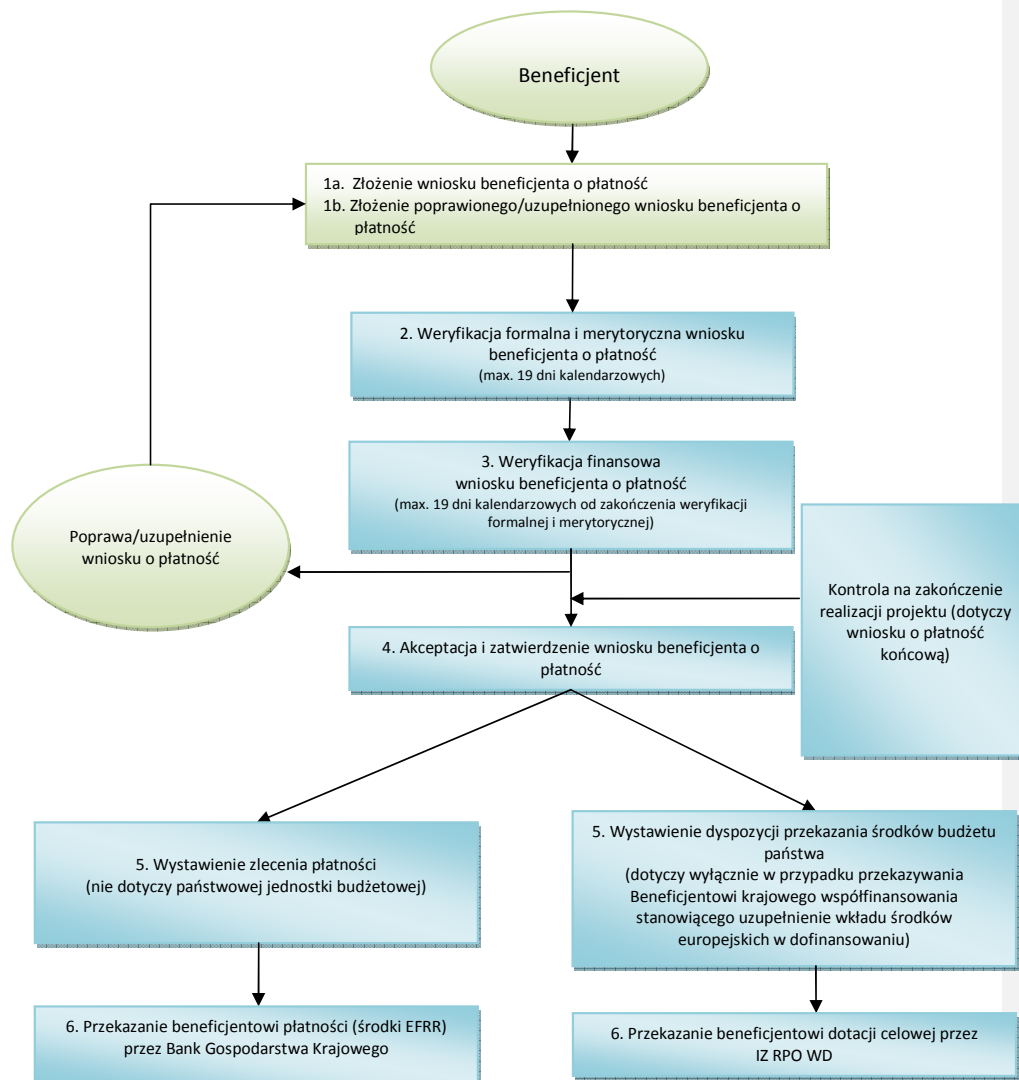 Beneficjent
1a. Złożenie wniosku beneficjenta o płatność
1b. Złożenie poprawionego/uzupełnionego wniosku beneficjenta o
płatność
2. Weryfikacja formalna i merytoryczna wniosku
beneficjenta o płatność
(max. 19 dni kalendarzowych)
3. Weryfikacja finansowa
wniosku beneficjenta o płatność
(max. 19 dni kalendarzowych od zakończenia weryfikacji
formalnej i merytorycznej)
Poprawa/uzupełnienie
wniosku o płatność
Kontrola na zakończenie
realizacji projektu (dotyczy
wniosku o płatność
końcową)
4. Akceptacja i zatwierdzenie wniosku beneficjenta o
płatność
5. Wystawienie zlecenia płatności
(nie dotyczy państwowej jednostki budżetowej)
5. Wystawienie dyspozycji przekazania środków budżetu
państwa
(dotyczy wyłącznie w przypadku przekazywania
Beneficjentowi krajowego współfinansowania
stanowiącego uzupełnienie wkładu środków
europejskich w dofinansowaniu)
6. Przekazanie beneficjentowi płatności (środki EFRR)
przez Bank Gospodarstwa Krajowego
6. Przekazanie beneficjentowi dotacji celowej przez
IZ RPO WD